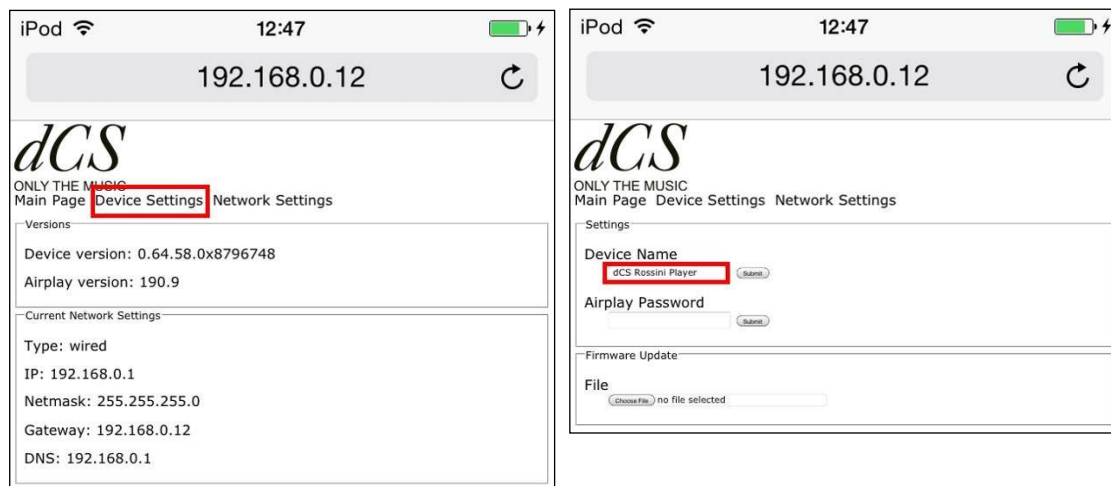 iPod 12:47
192.168.0.12
dCS
ONLY THE MUSIC
Main Page Device Settings Network Settings
Versions
Device version: 0.64.58.0x8796748
Airplay version: 190.9
Current Network Settings
Type: wired
IP: 192.168.0.1
Netmask: 255.255.255.0
Gateway: 192.168.0.12
DNS: 192.168.0.1
iPod 12:47
192.168.0.12
dCS
ONLY THE MUSIC
Main Page Device Settings Network Settings
Settings
Device Name
dCS Rossini Player Submit
Airplay Password
Submit
Firmware Update
File
Choose File no file selected